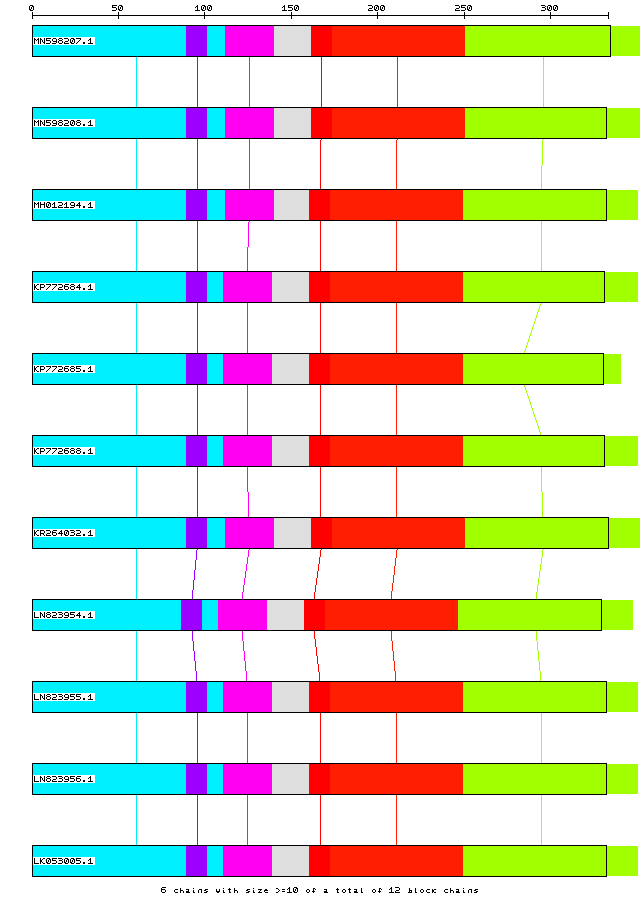 0 50 100 150 200 250 300
MN598207.1
MN598208.1
MH012194.1
KP772684.1
KP772685.1
KP772688.1
KR264032.1
LN823954.1
LN823955.1
LN823956.1
LK053005.1
6 chains with size >=10 of a total of 12 block chains